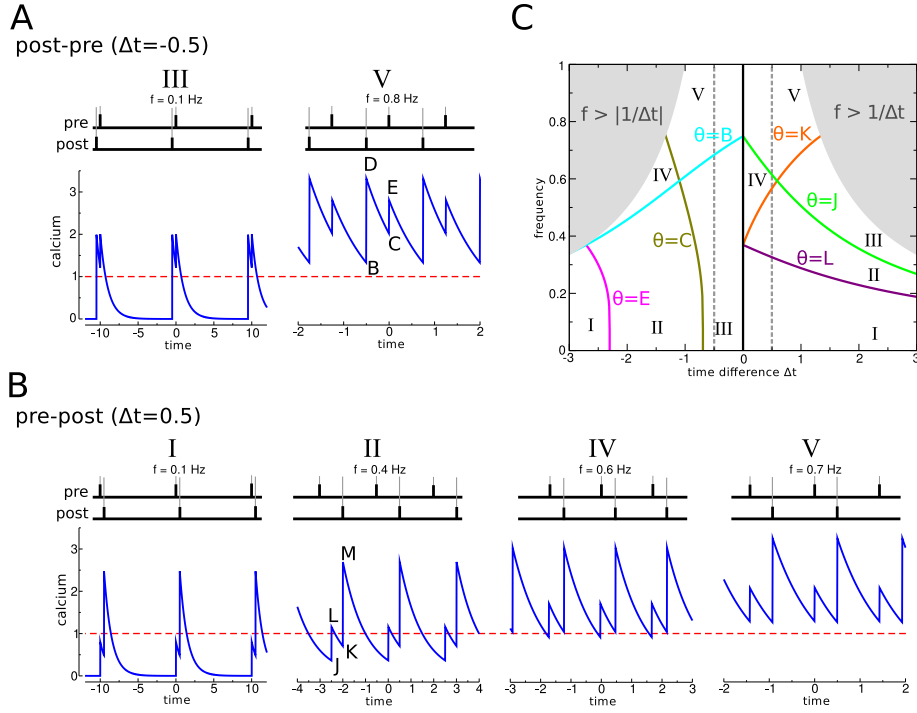 A
post-pre (Δt=-0.5)
III
f = 0.1 Hz
V
f = 0.8 Hz
pre
post
calcium
3
2
1
0
D
E
C
B
-10 -5 0 5 10
time
-2 -1 0 1 2
time
C
frequency
1
0.8
0.6
0.4
0.2
0
f > |1/Δt|
f > 1/Δt
V
V
θ=B
θ=K
IV
IV
θ=J
θ=C
III
θ=L
II
θ=E
I
II
III
I
-3 -2 -1 0 1 2 3
time difference Δt
B
pre-post (Δt=0.5)
I
f = 0.1 Hz
II
f = 0.4 Hz
IV
f = 0.6 Hz
V
f = 0.7 Hz
pre
post
calcium
3
2
1
0
M
L
K
J
-10 -5 0 5 10
time
-4 -3 -2 -1 0 1 2 3 4
time
-3 -2 -1 0 1 2 3
time
-2 -1 0 1 2
time